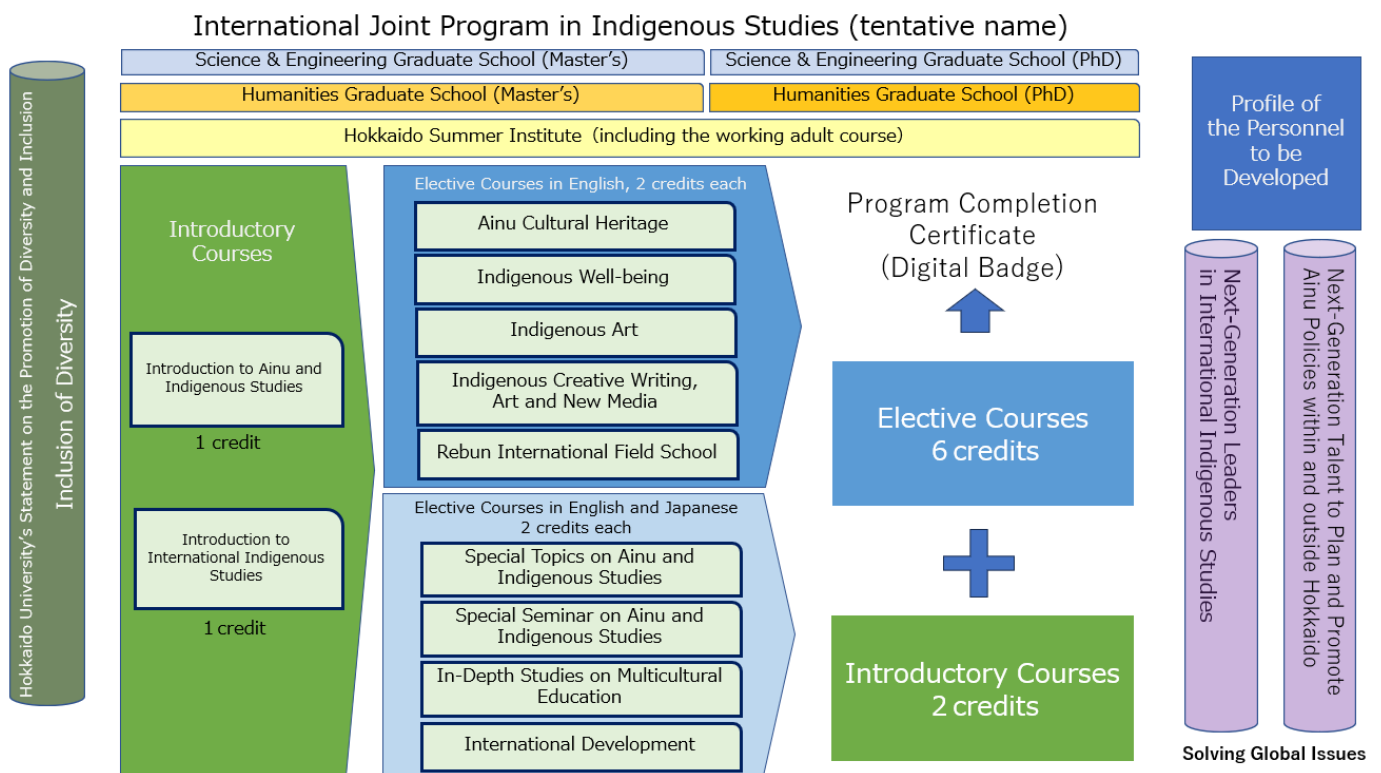 International Joint Program in Indigenous Studies (tentative name)
Science & Engineering Graduate School (Master's)
Science & Engineering Graduate School (PhD)
Humanities Graduate School (Master's)
Humanities Graduate School (PhD)
Hokkaido Summer Institute (including the working adult course)
Hokkaido University's Statement on the Promotion of Diversity and Inclusion
Inclusion of Diversity
Introductory
Courses
Introduction to Ainu and
Indigenous Studies
1 credit
Introduction to
International Indigenous
Studies
1 credit
Elective Courses in English, 2 credits each
Ainu Cultural Heritage
Indigenous Well-being
Indigenous Art
Indigenous Creative Writing,
Art and New Media
Rebun International Field School
Elective Courses in English and Japanese
2 credits each
Special Topics on Ainu and
Indigenous Studies
Special Seminar on Ainu and
Indigenous Studies
In-Depth Studies on Multicultural
Education
International Development
Program Completion
Certificate
(Digital Badge)
Elective Courses
6 credits
Introductory Courses
2 credits
Profile of
the Personnel
to be
Developed
Next-Generation Leaders
in International Indigenous Studies
Next-Generation Talent to Plan and Promote
Ainu Policies within and outside Hokkaido
Solving Global Issues